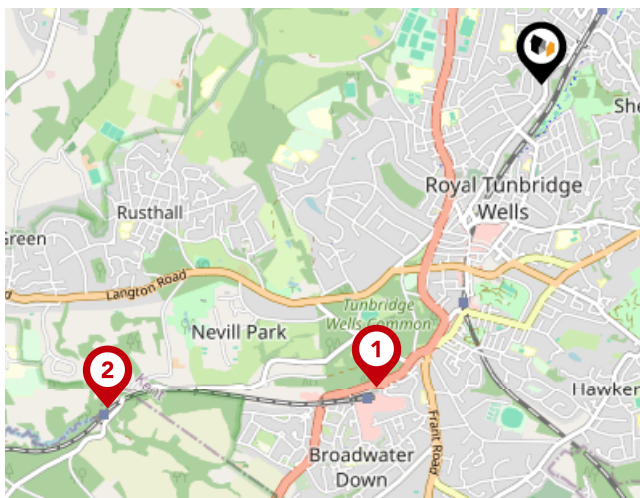 She
Royal Tunbridge
Wells
Rusthall
Green
Langton Road
Tunbridge
Wells Common
Nevill Park
1
2
Kent
Hawken
Broadwater
Down
Frant Road